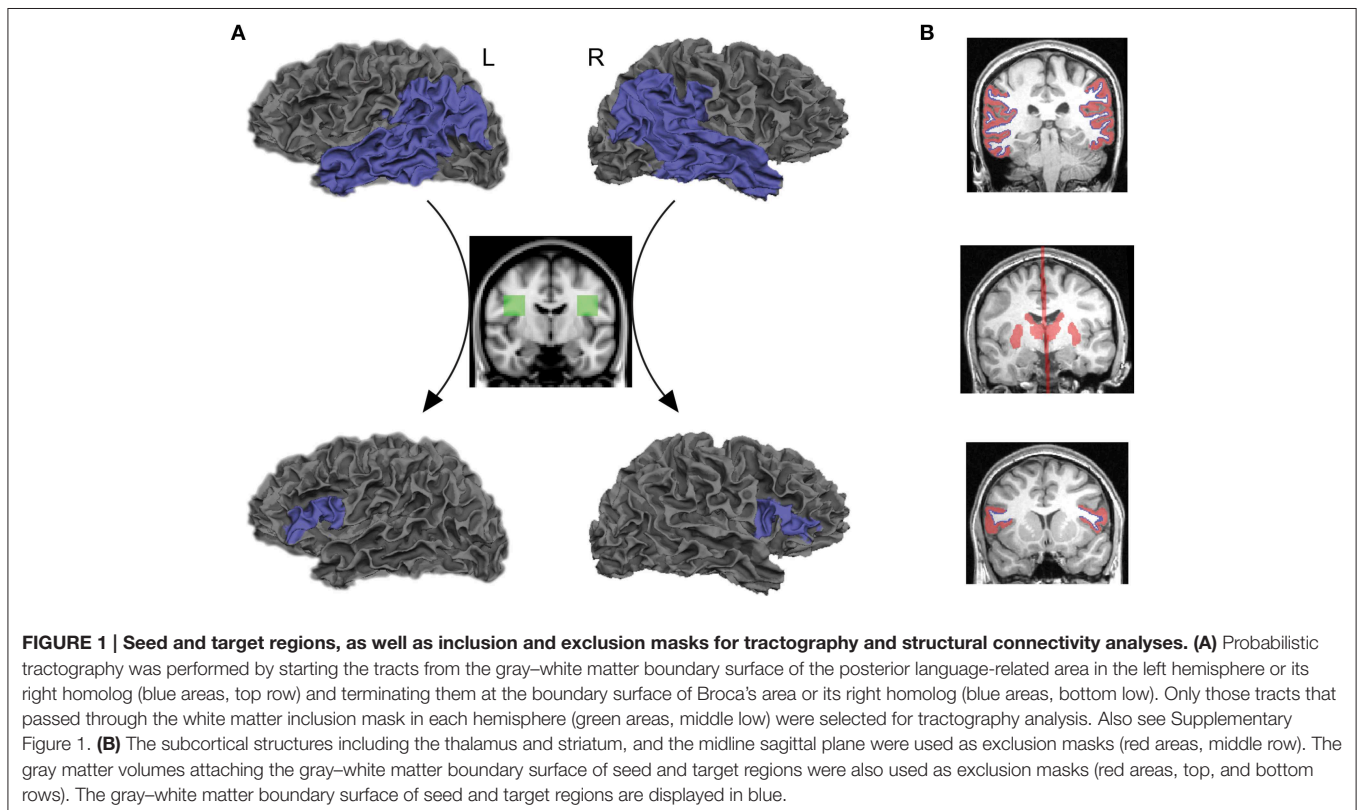 A
L
R
B
FIGURE 1 | Seed and target regions, as well as inclusion and exclusion masks for tractography and structural connectivity analyses. (A) Probabilistic
tractography was performed by starting the tracts from the gray–white matter boundary surface of the posterior language-related area in the left hemisphere or its
right homolog (blue areas, top row) and terminating them at the boundary surface of Broca's area or its right homolog (blue areas, bottom low). Only those tracts that
passed through the white matter inclusion mask in each hemisphere (green areas, middle low) were selected for tractography analysis. Also see Supplementary
Figure 1. (B) The subcortical structures including the thalamus and striatum, and the midline sagittal plane were used as exclusion masks (red areas, middle row). The
gray matter volumes attaching the gray–white matter boundary surface of seed and target regions were also used as exclusion masks (red areas, top, and bottom
rows). The gray–white matter boundary surface of seed and target regions are displayed in blue.